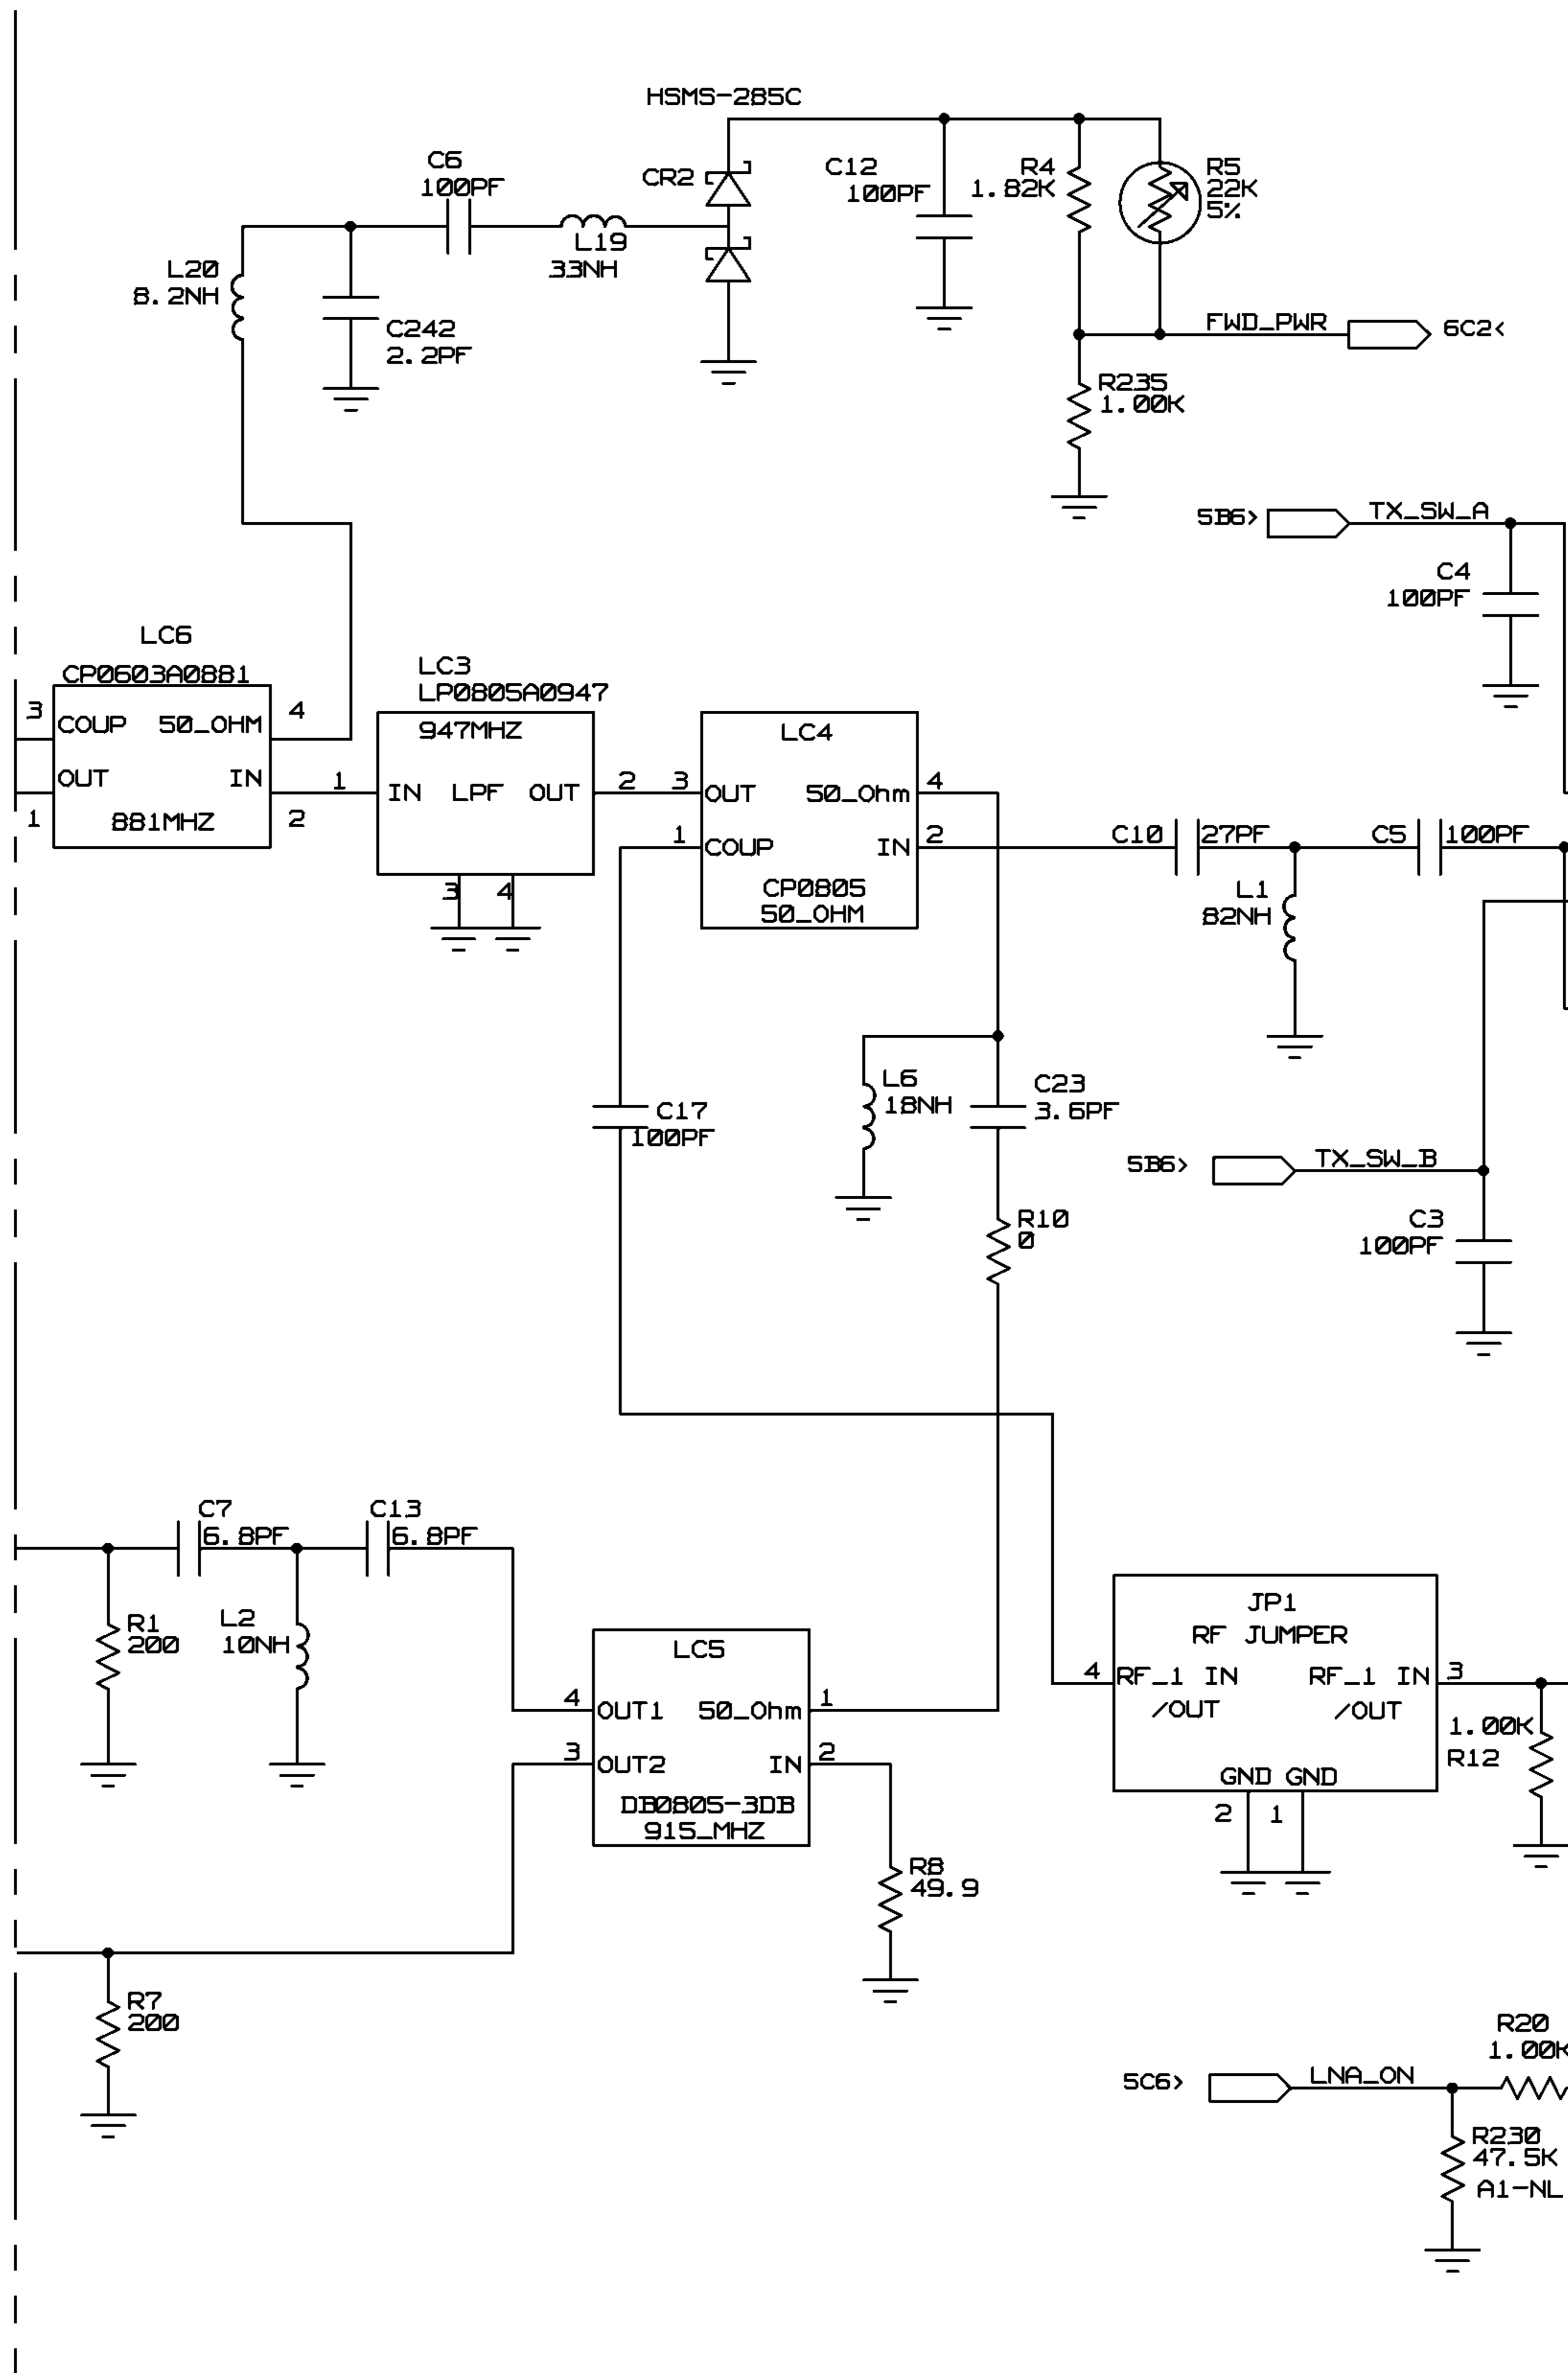 HSMS-285C
C6
100PF
CR2
C12
100PF
R4
1.82K
R5
22K
5%
L19
33NH
L20
8.2NH
C242
2.2PF
FWD_PWR
6C2<
R235
1.00K
5B6>
TX_SW_A
C4
100PF
LC6
CP0603A0881
3
COUP
50_OHM
4
OUT
IN
1
881MHZ
2
LC3
LP0805A0947
947MHZ
1
IN LPF OUT
2
3
4
LC4
3
OUT
50_Ohm
4
1
COUP
IN
2
CP0805
50_OHM
C10
27PF
C5
100PF
L1
82NH
L6
18NH
C23
3.6PF
C17
100PF
5B6>
TX_SW_B
R10
0
C3
100PF
C7
6.8PF
C13
6.8PF
R1
200
L2
10NH
LC5
4
OUT1
50_Ohm
1
3
OUT2
IN
2
DB0805-3DB
915_MHZ
JP1
RF JUMPER
4
RF_1 IN
/OUT
RF_1 IN
/OUT
3
GND GND
2
1
1.00K
R12
R8
49.9
R7
200
R20
1.00K
5C6>
LNA_ON
R230
47.5K
A1-NL